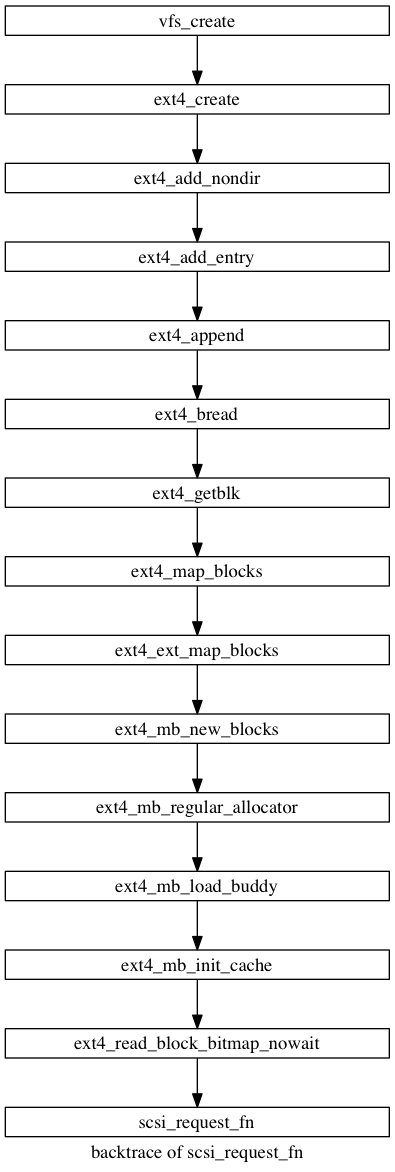 vfs_create
ext4_create
ext4_add_nondir
ext4_add_entry
ext4_append
ext4_bread
ext4_getblk
ext4_map_blocks
ext4_ext_map_blocks
ext4_mb_new_blocks
ext4_mb_regular_allocator
ext4_mb_load_buddy
ext4_mb_init_cache
ext4_read_block_bitmap_nowait
scsi_request_fn
backtrace of scsi_request_fn